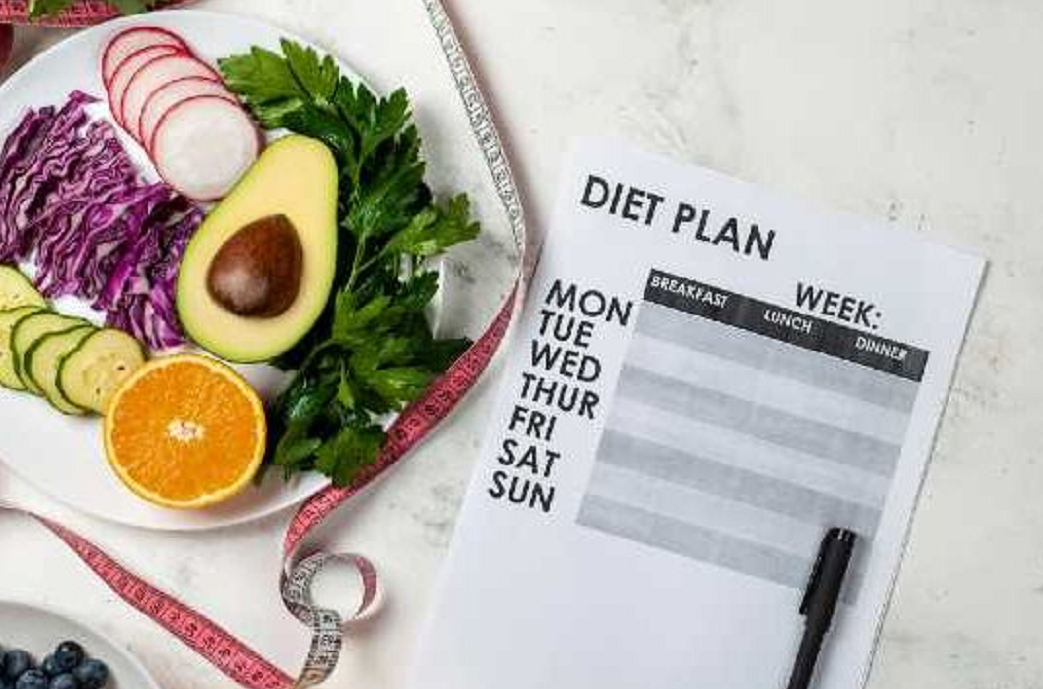 DIET PLAN
WEEK:
BREAKFAST LUNCH DINNER
MON
TUE
WED
THUR
FRI
SAT
SUN